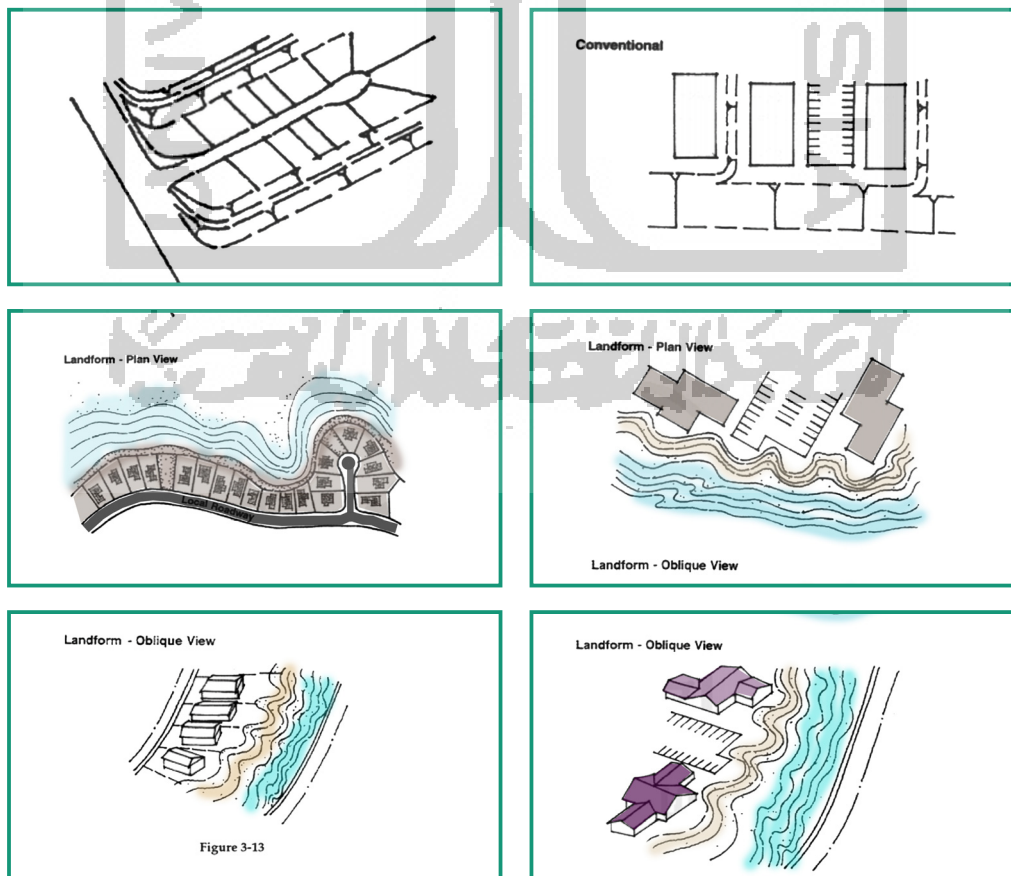 Conventional
Landform - Plan View
Local Roadway
Landform - Plan View
Landform - Oblique View
Landform - Oblique View
Figure 3-13
Landform - Oblique View